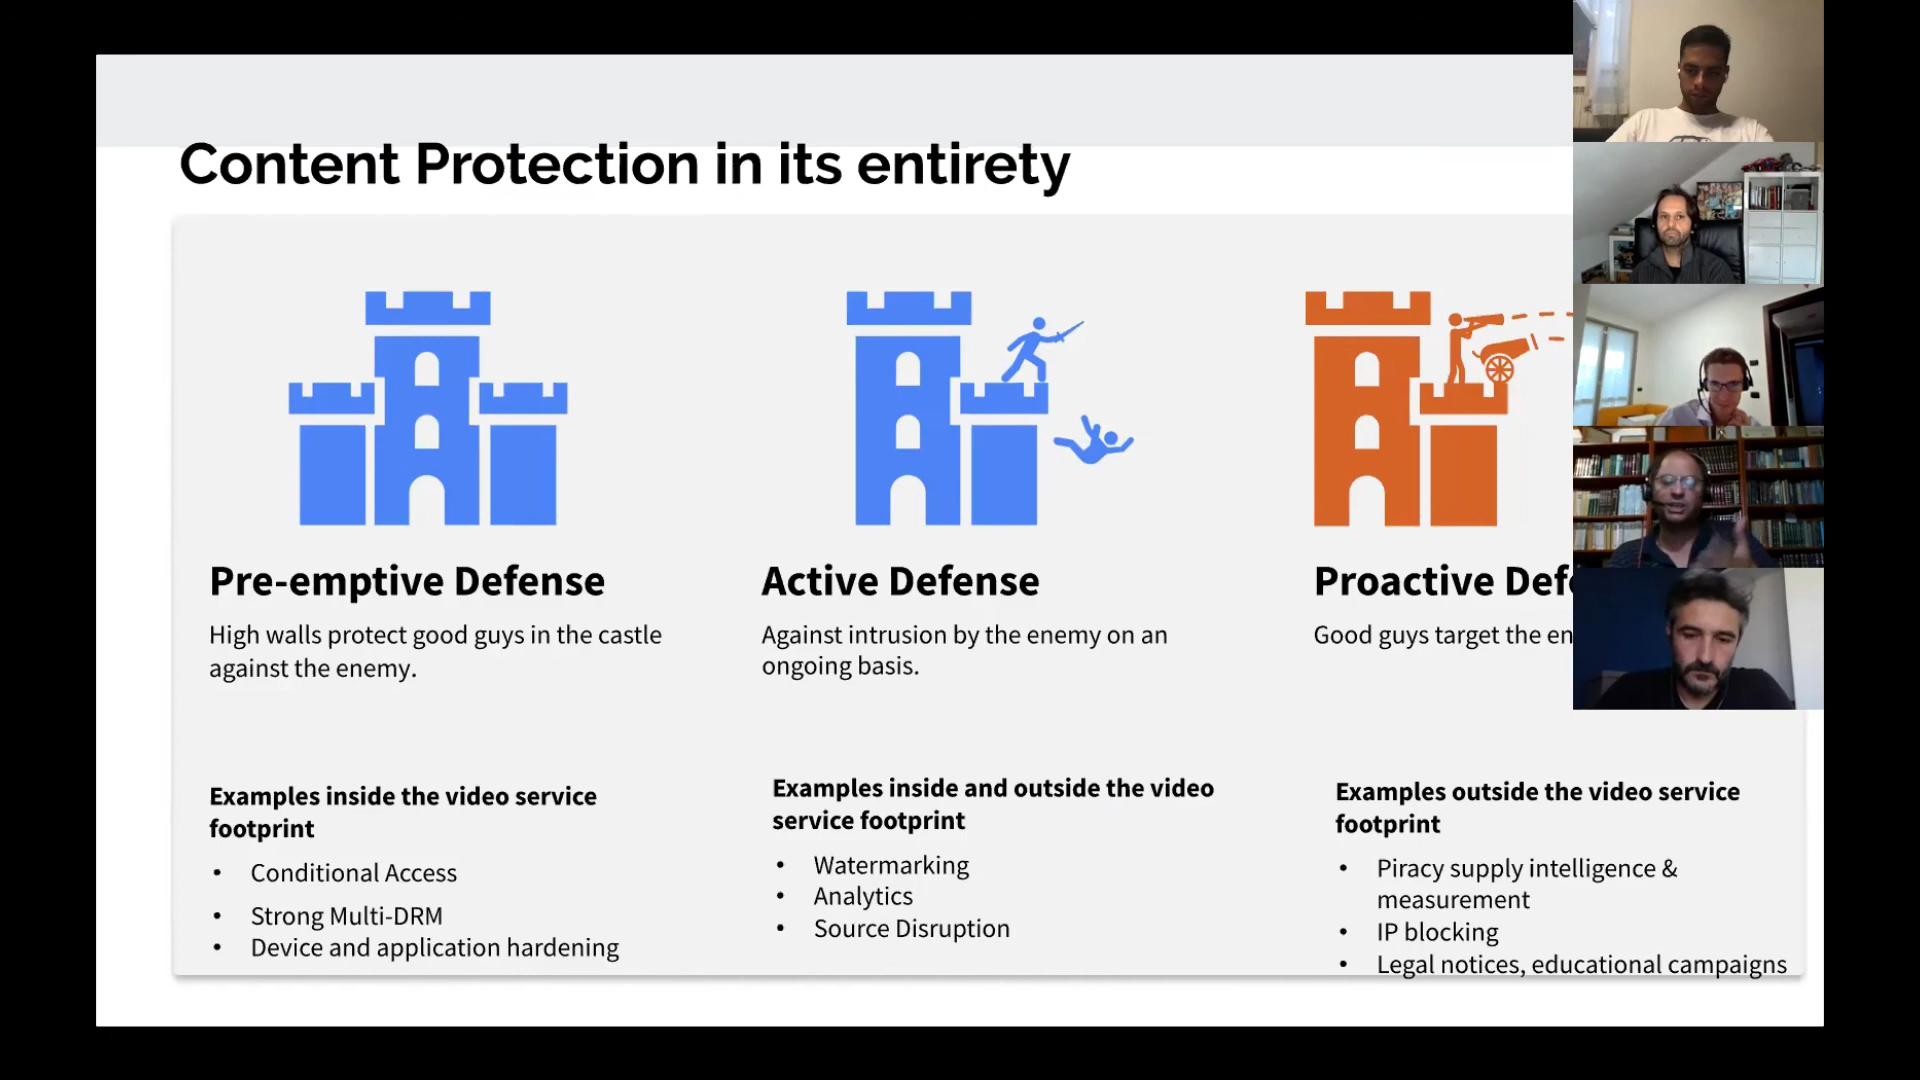 Content Protection in its entirety
Pre-emptive Defense
High walls protect good guys in the castle
against the enemy.
Examples inside the video service
footprint
• Conditional Access
• Strong Multi-DRM
• Device and application hardening
Active Defense
Against intrusion by the enemy on an
ongoing basis.
Examples inside and outside the video
service footprint
• Watermarking
• Analytics
• Source Disruption
Proactive Def
Good guys target the en
Examples outside the video service
footprint
• Piracy supply intelligence &
measurement
• IP blocking
• Legal notices, educational campaigns